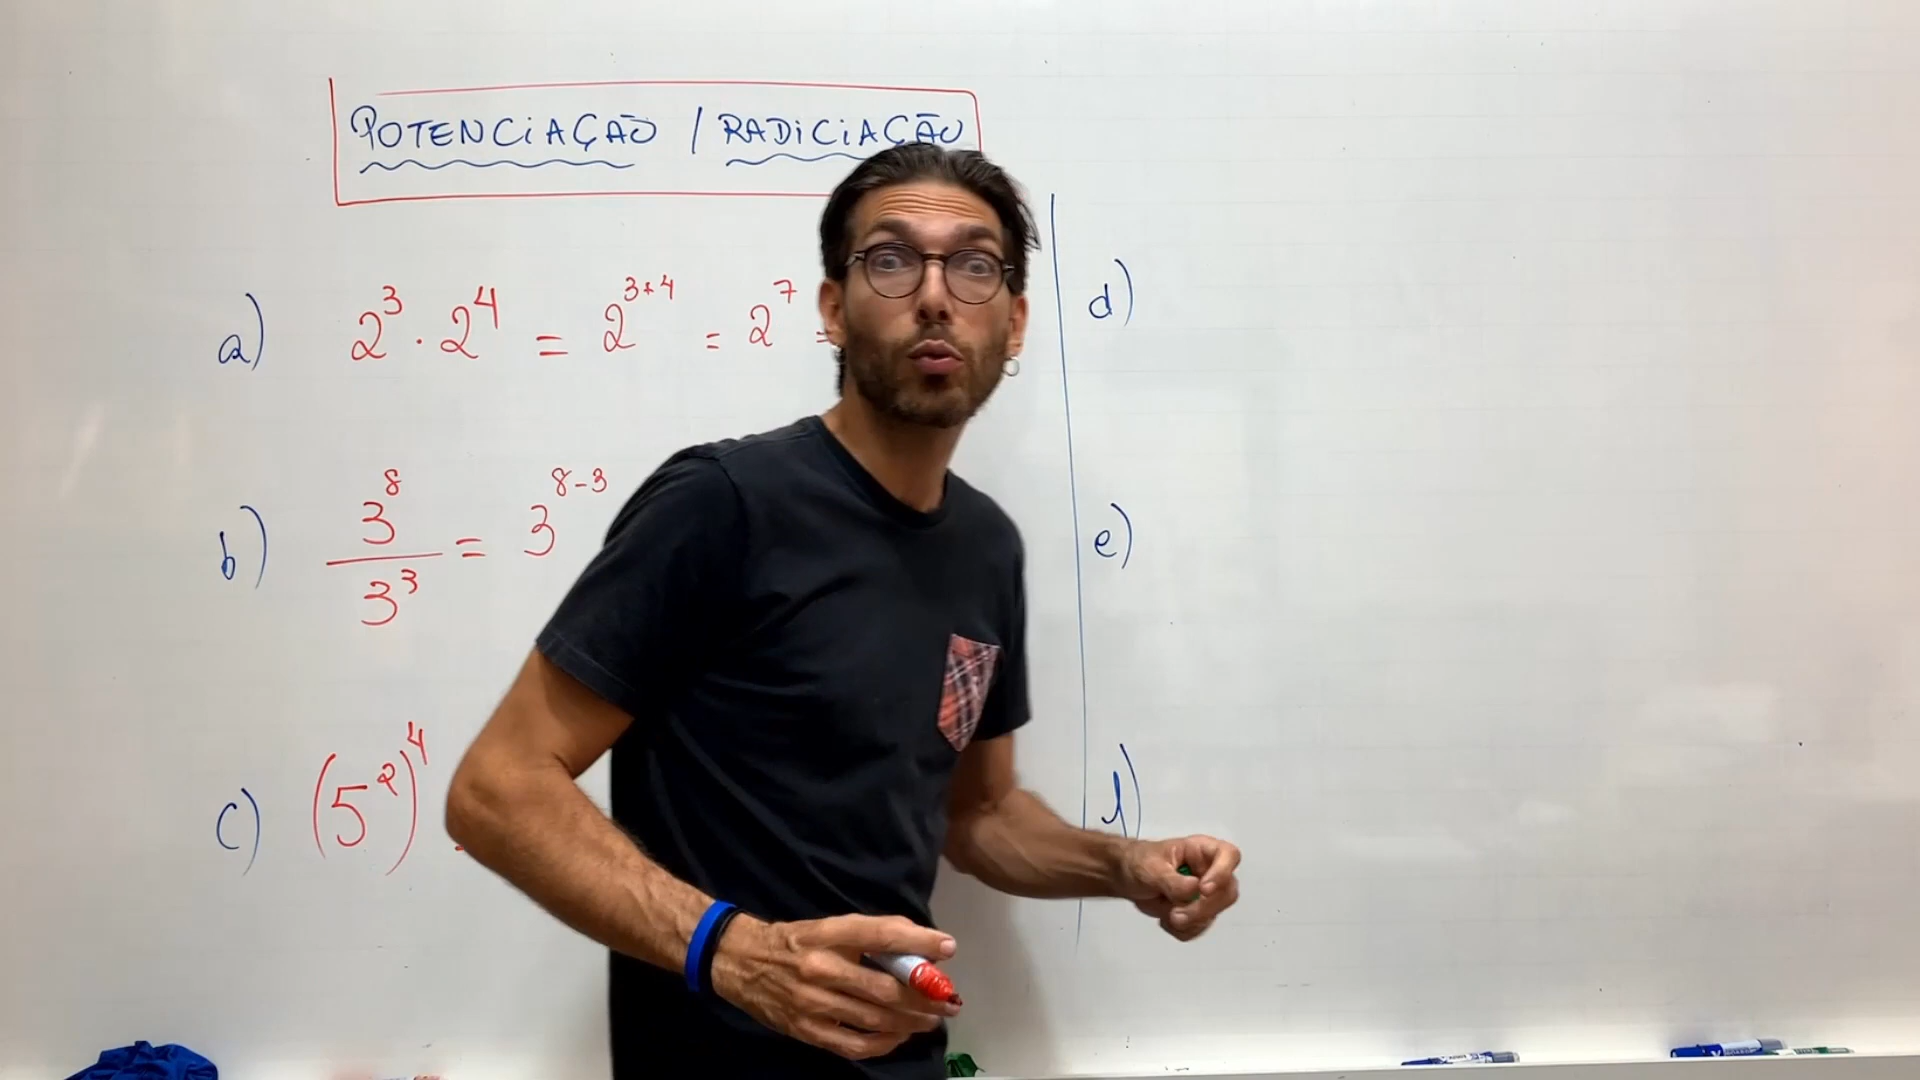 POTENCIAÇÃO / RADICIAÇÃO
a) 2³ · 2⁴ = 2³⁺⁴ = 2⁷ =
b) 3⁸/3³ = 3⁸⁻³
c) (5²)⁴ =
d)
e)
f)